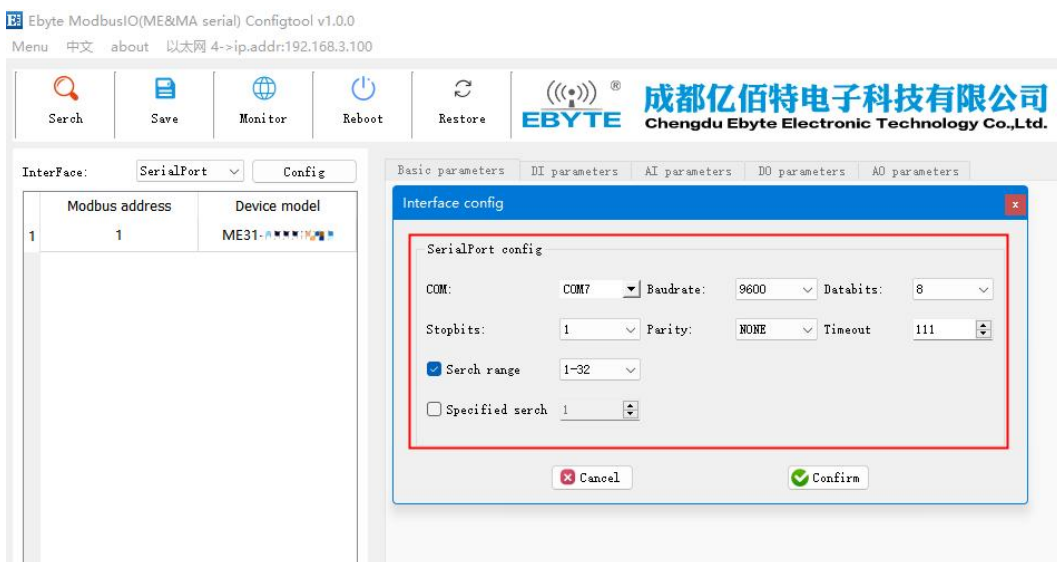 Ebyte ModbusIO(ME&MA serial) Configtool v1.0.0
Menu 中文 about 以太网 4->ip.addr:192.168.3.100
Serch Save Monitor Reboot Restore
EBYTE ®
成都亿佰特电子科技有限公司
Chengdu Ebyte Electronic Technology Co.,Ltd.
InterFace: SerialPort Config
Basic parameters DI parameters AI parameters DO parameters AO parameters
Modbus address Device model
1 1 ME31-
Interface config
SerialPort config
COM: COM7 Baudrate: 9600 Databits: 8
Stopbits: 1 Parity: NONE Timeout 111
Serch range 1-32
Specified serch 1
Cancel Confirm